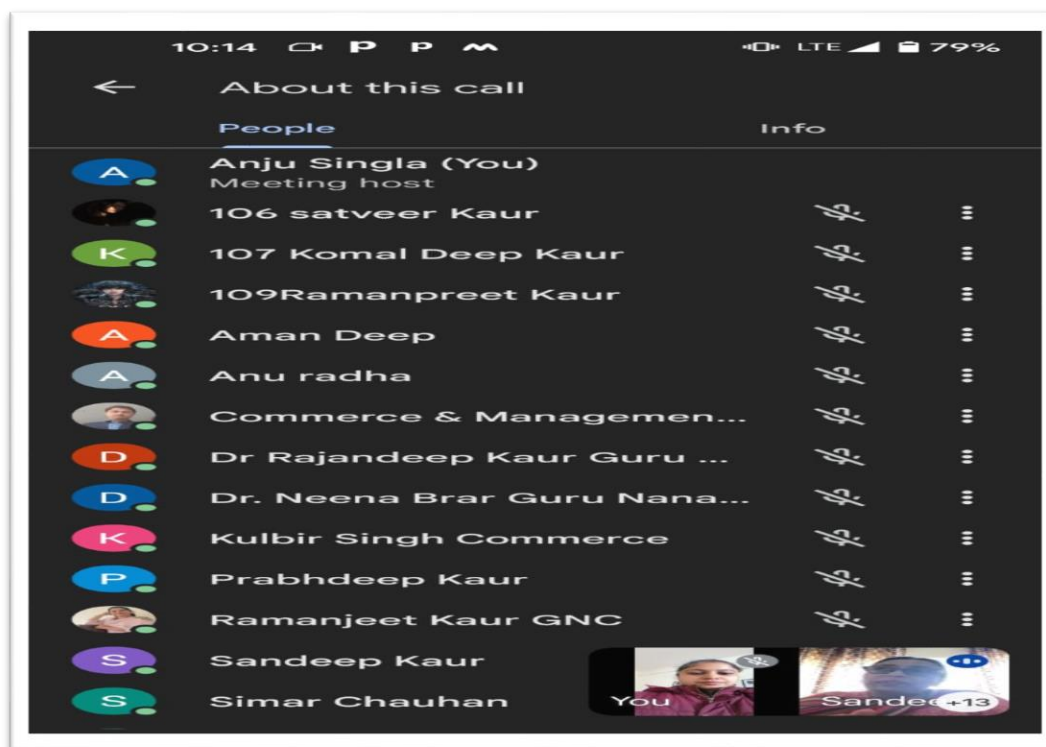 10:14 P P LTE 79%
About this call
People Info
A Anju Singla (You)
Meeting host
106 satveer Kaur
K 107 Komal Deep Kaur
109Ramanpreet Kaur
A Aman Deep
A Anu radha
Commerce & Managemen...
D Dr Rajandeep Kaur Guru ...
D Dr. Neena Brar Guru Nana...
K Kulbir Singh Commerce
P Prabhdeep Kaur
Ramanjeet Kaur GNC
S Sandeep Kaur
S Simar Chauhan
You Sandee +13